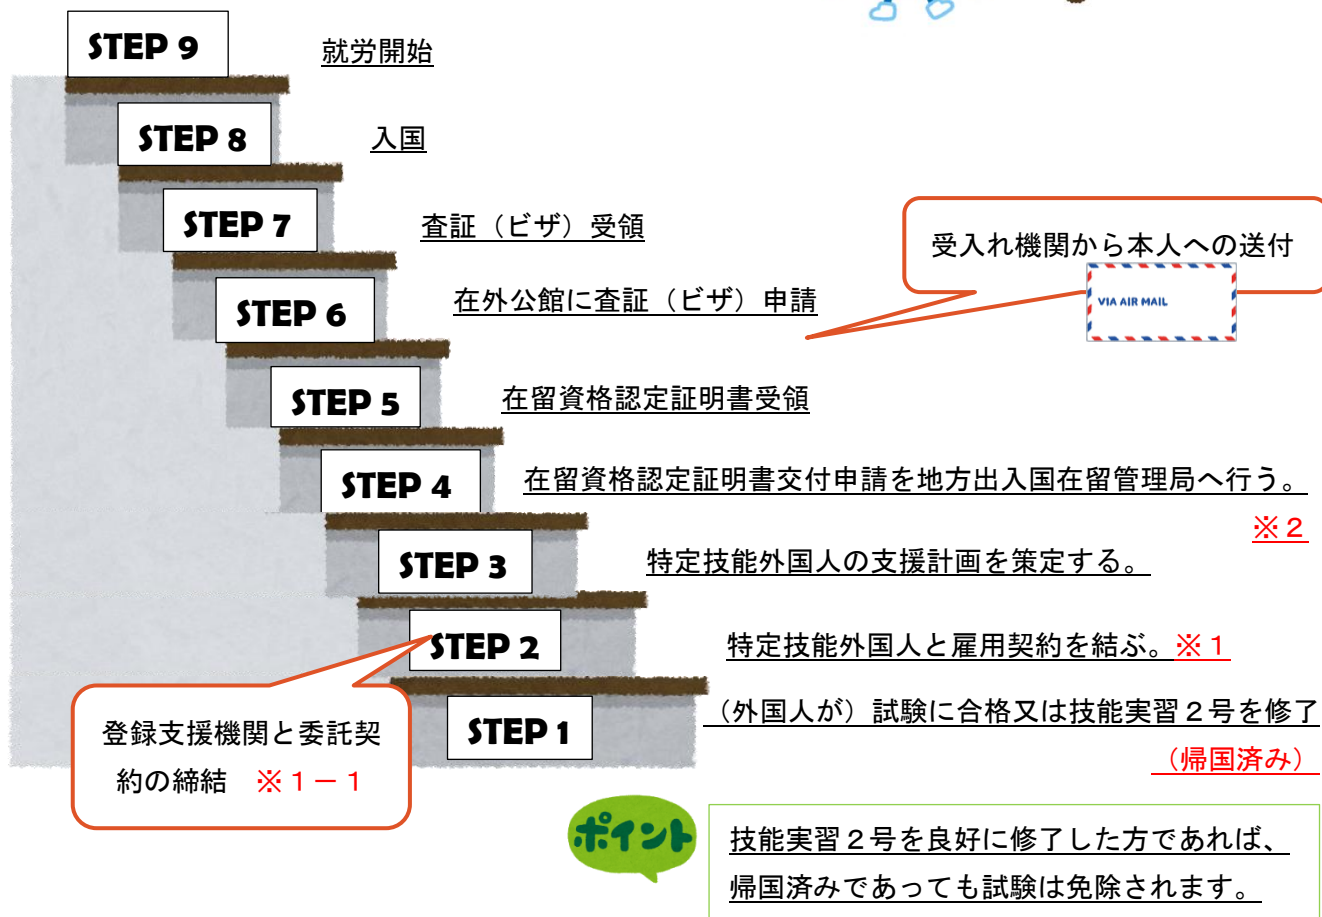 STEP 9
就労開始
STEP 8
入国
STEP 7
査証（ビザ）受領
受入れ機関から本人への送付
VIA AIR MAIL
STEP 6
在外公館に査証（ビザ）申請
STEP 5
在留資格認定証明書受領
STEP 4
在留資格認定証明書交付申請を地方出入国在留管理局へ行う。
※２
STEP 3
特定技能外国人の支援計画を策定する。
STEP 2
特定技能外国人と雇用契約を結ぶ。※１
登録支援機関と委託契
約の締結　※１－１
STEP 1
（外国人が）試験に合格又は技能実習２号を修了
（帰国済み）
ポイント
技能実習２号を良好に修了した方であれば、
帰国済みであっても試験は免除されます。